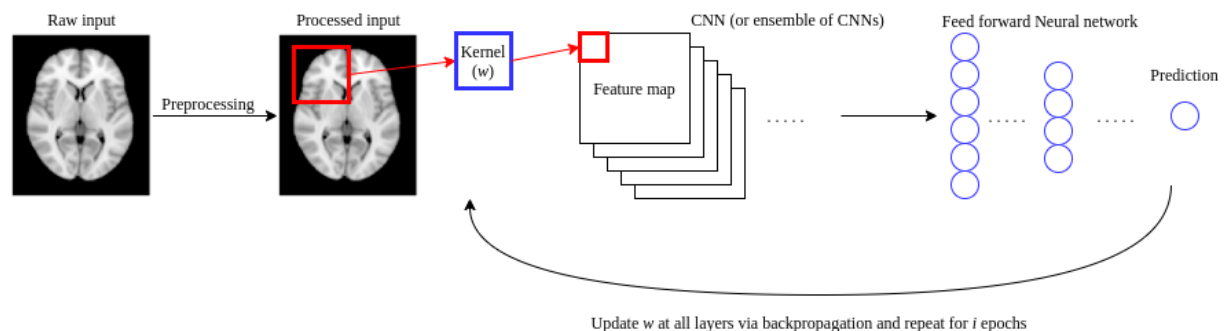 Raw input
Processed input
CNN (or ensemble of CNNs)
Feed forward Neural network
Preprocessing
Kernel
(w)
Feature map
.....
.....
.....
Prediction
Update w at all layers via backpropagation and repeat for i epochs